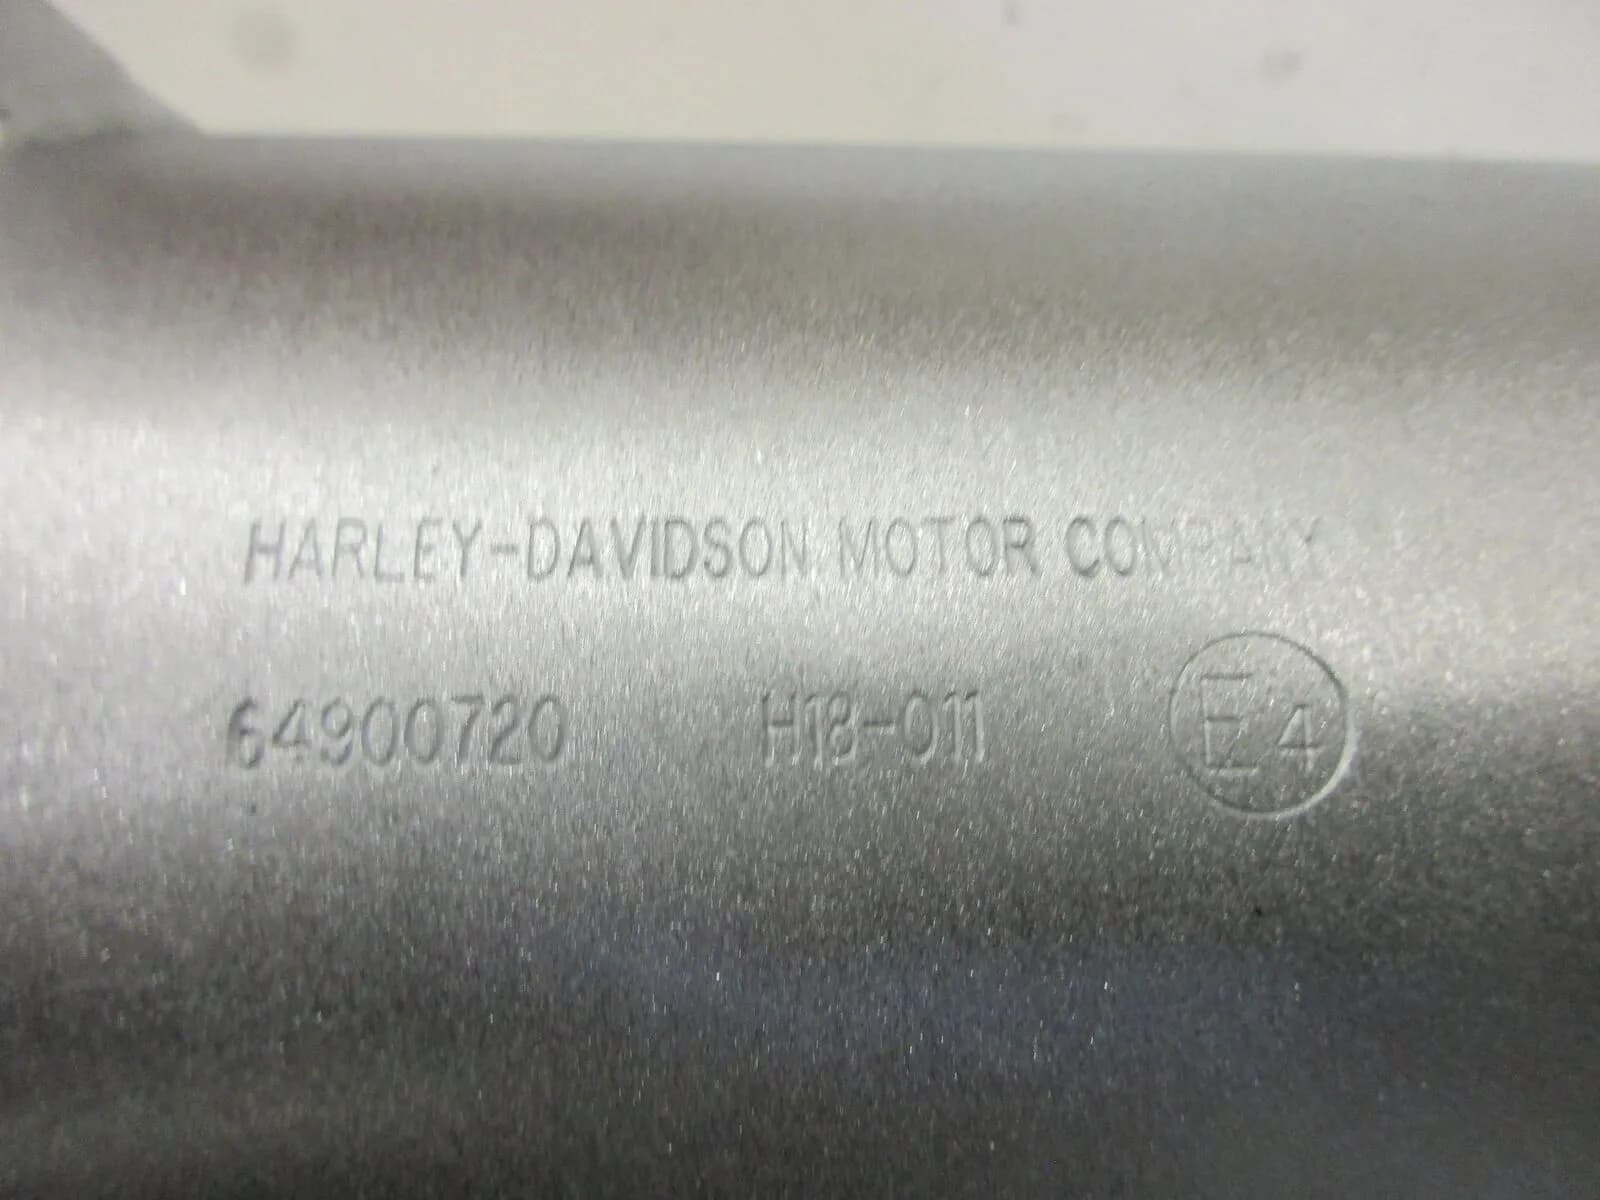 HARLEY-DAVIDSON MOTOR COMPANY
64900720 H18-011 E4